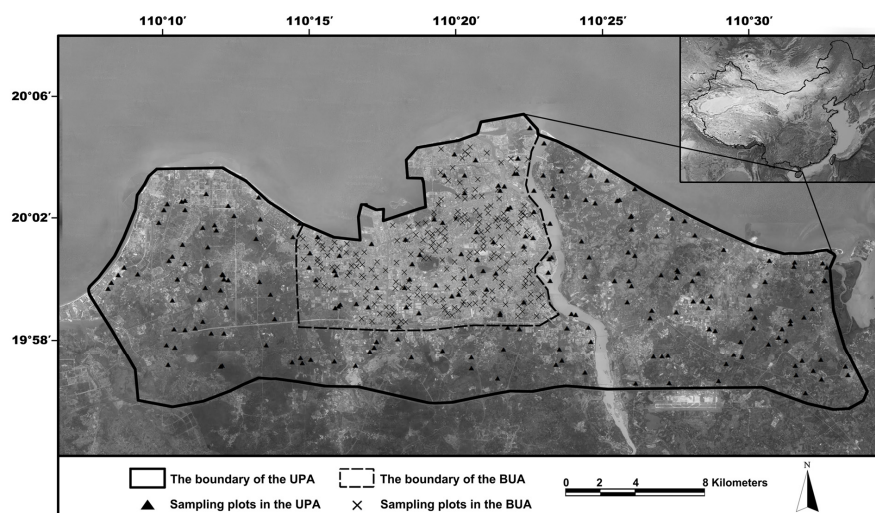 110°10′ 110°15′ 110°20′ 110°25′ 110°30′
20°06′
20°02′
19°58′
The boundary of the UPA The boundary of the BUA
Sampling plots in the UPA Sampling plots in the BUA
0 2 4 8 Kilometers
N